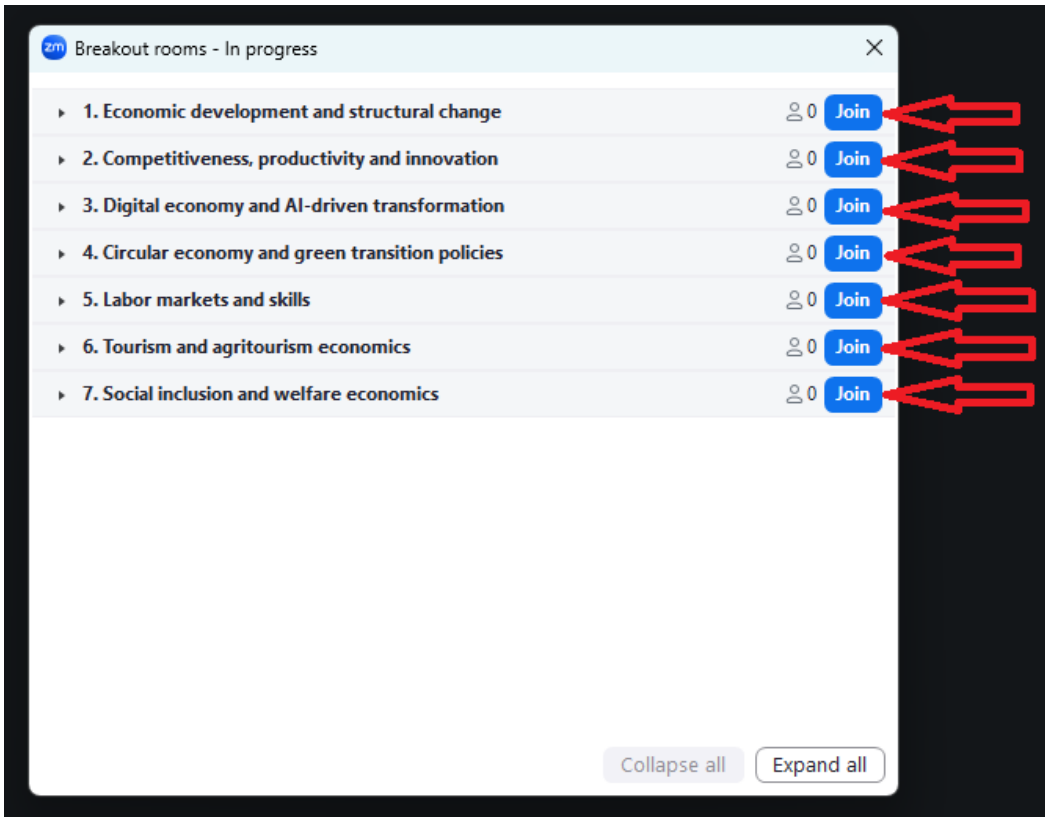 zm Breakout rooms - In progress
1. Economic development and structural change 0 Join
2. Competitiveness, productivity and innovation 0 Join
3. Digital economy and AI-driven transformation 0 Join
4. Circular economy and green transition policies 0 Join
5. Labor markets and skills 0 Join
6. Tourism and agritourism economics 0 Join
7. Social inclusion and welfare economics 0 Join
Collapse all Expand all